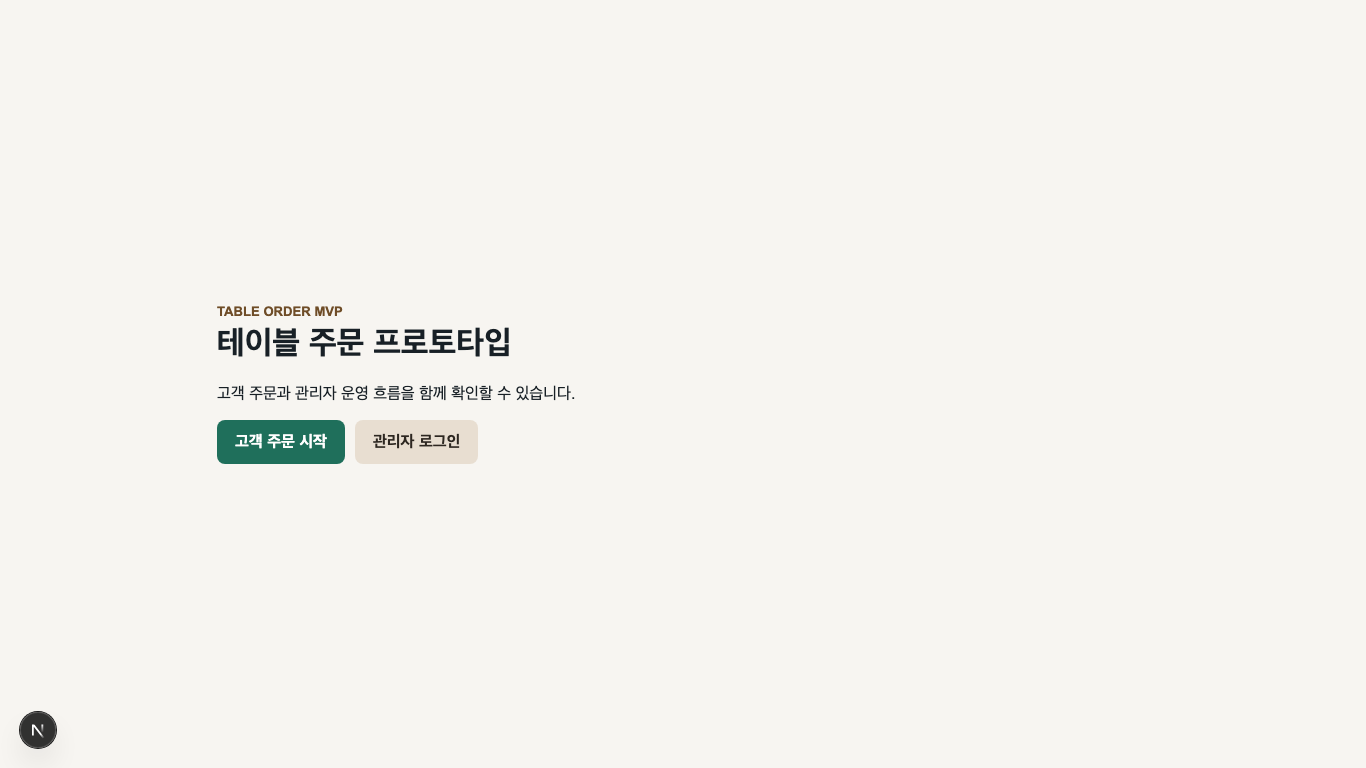 TABLE ORDER MVP
테이블 주문 프로토타입
고객 주문과 관리자 운영 흐름을 함께 확인할 수 있습니다.
고객 주문 시작
관리자 로그인
N